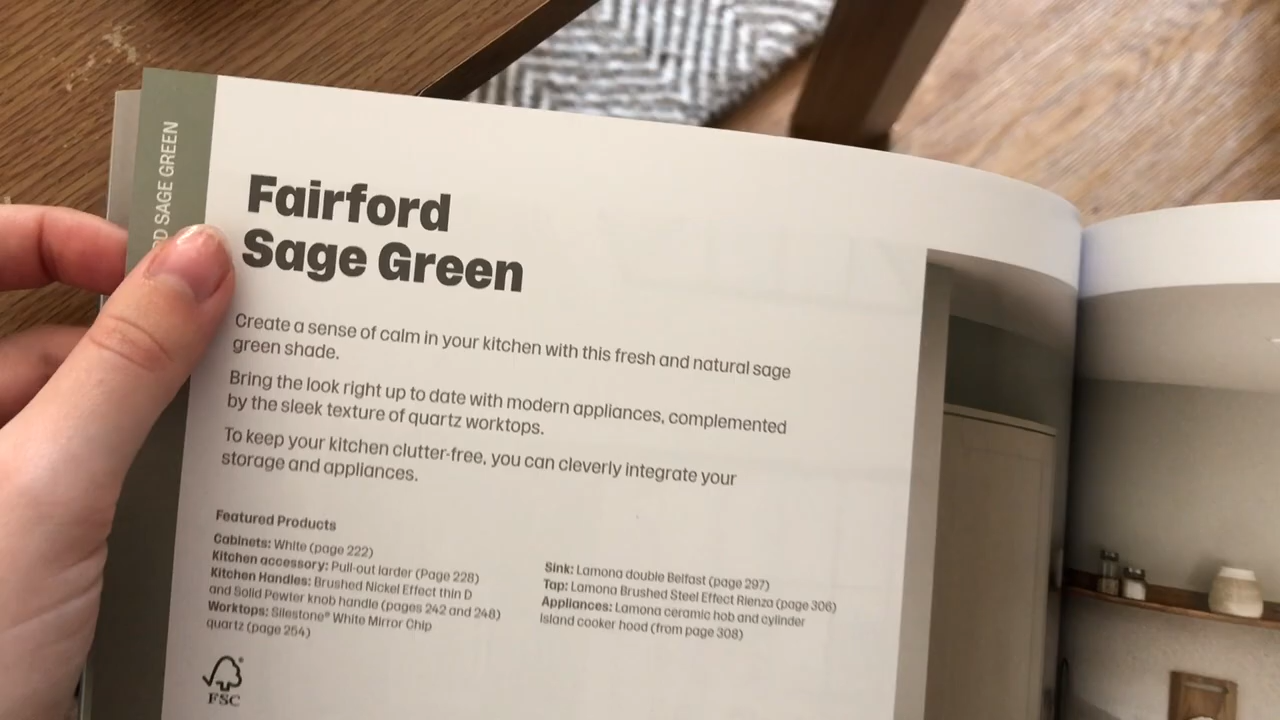 RD SAGE GREEN
Fairford
Sage Green
Create a sense of calm in your kitchen with this fresh and natural sage
green shade.
Bring the look right up to date with modern appliances, complemented
by the sleek texture of quartz worktops.
To keep your kitchen clutter-free, you can cleverly integrate your
storage and appliances.
Featured Products
Cabinets: White (page 222)
Kitchen accessory: Pull-out larder (Page 228)
Kitchen Handles: Brushed Nickel Effect thin D
and Solid Pewter knob handle (pages 242 and 248)
Worktops: Silestone® White Mirror Chip
quartz (page 254)
Sink: Lamona double Belfast (page 297)
Tap: Lamona Brushed Steel Effect Rienza (page 306)
Appliances: Lamona ceramic hob and cylinder
island cooker hood (from page 308)
FSC